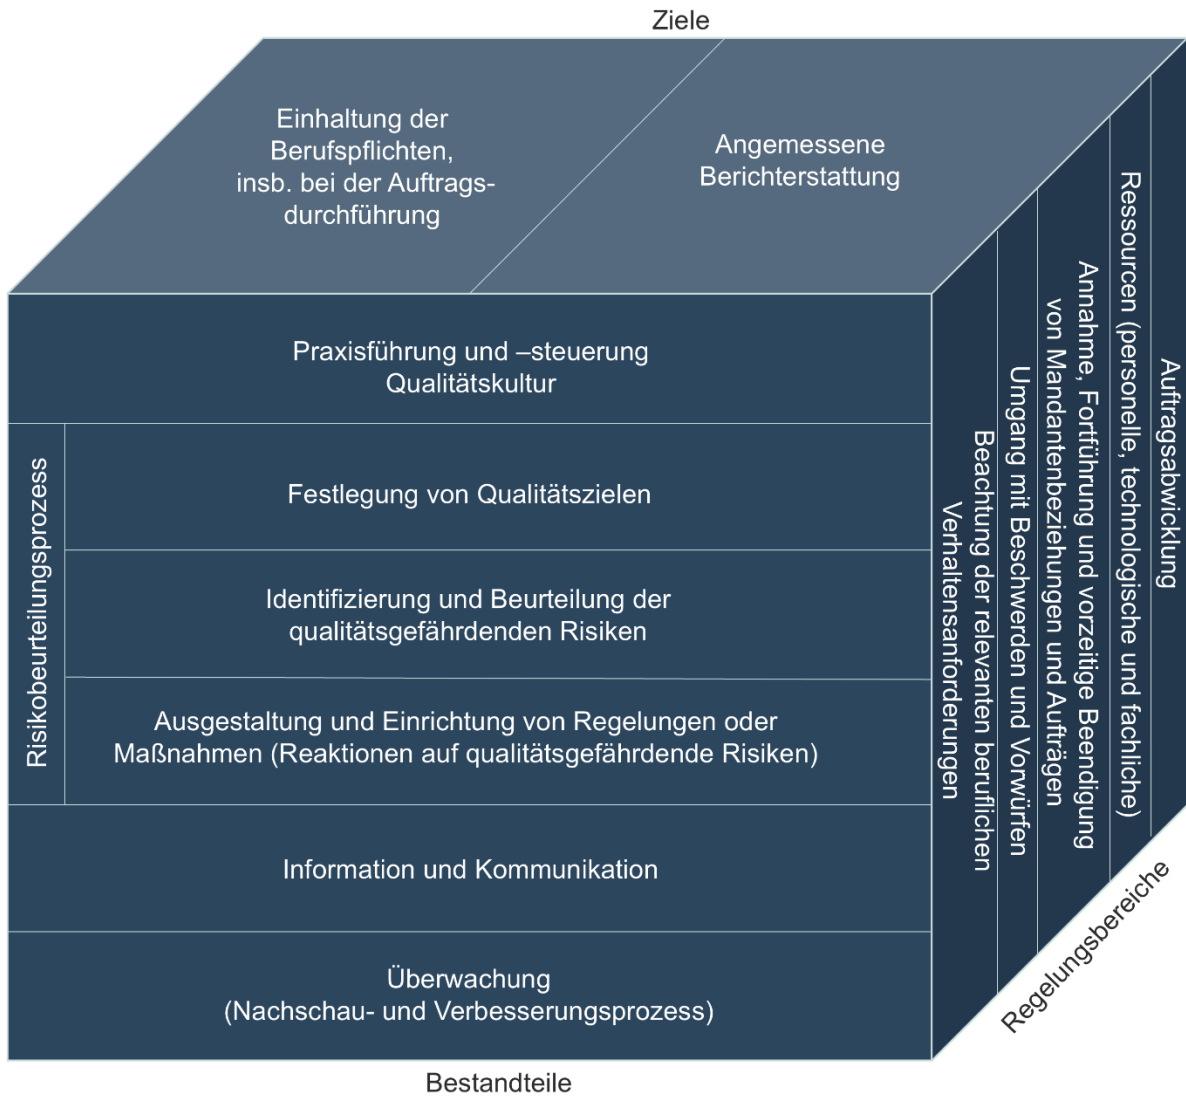 Ziele
Einhaltung der
Berufspflichten,
insb. bei der Auftrags-
durchführung
Angemessene
Berichterstattung
Praxisführung und –steuerung
Qualitätskultur
Risikobeurteilungsprozess
Festlegung von Qualitätszielen
Identifizierung und Beurteilung der
qualitätsgefährdenden Risiken
Ausgestaltung und Einrichtung von Regelungen oder
Maßnahmen (Reaktionen auf qualitätsgefährdende Risiken)
Information und Kommunikation
Überwachung
(Nachschau- und Verbesserungsprozess)
Bestandteile
Beachtung der relevanten beruflichen
Verhaltensanforderungen
Umgang mit Beschwerden und Vorwürfen
Annahme, Fortführung und vorzeitige Beendigung
von Mandantenbeziehungen und Aufträgen
Ressourcen (personelle, technologische und fachliche)
Auftragsabwicklung
Regelungsbereiche